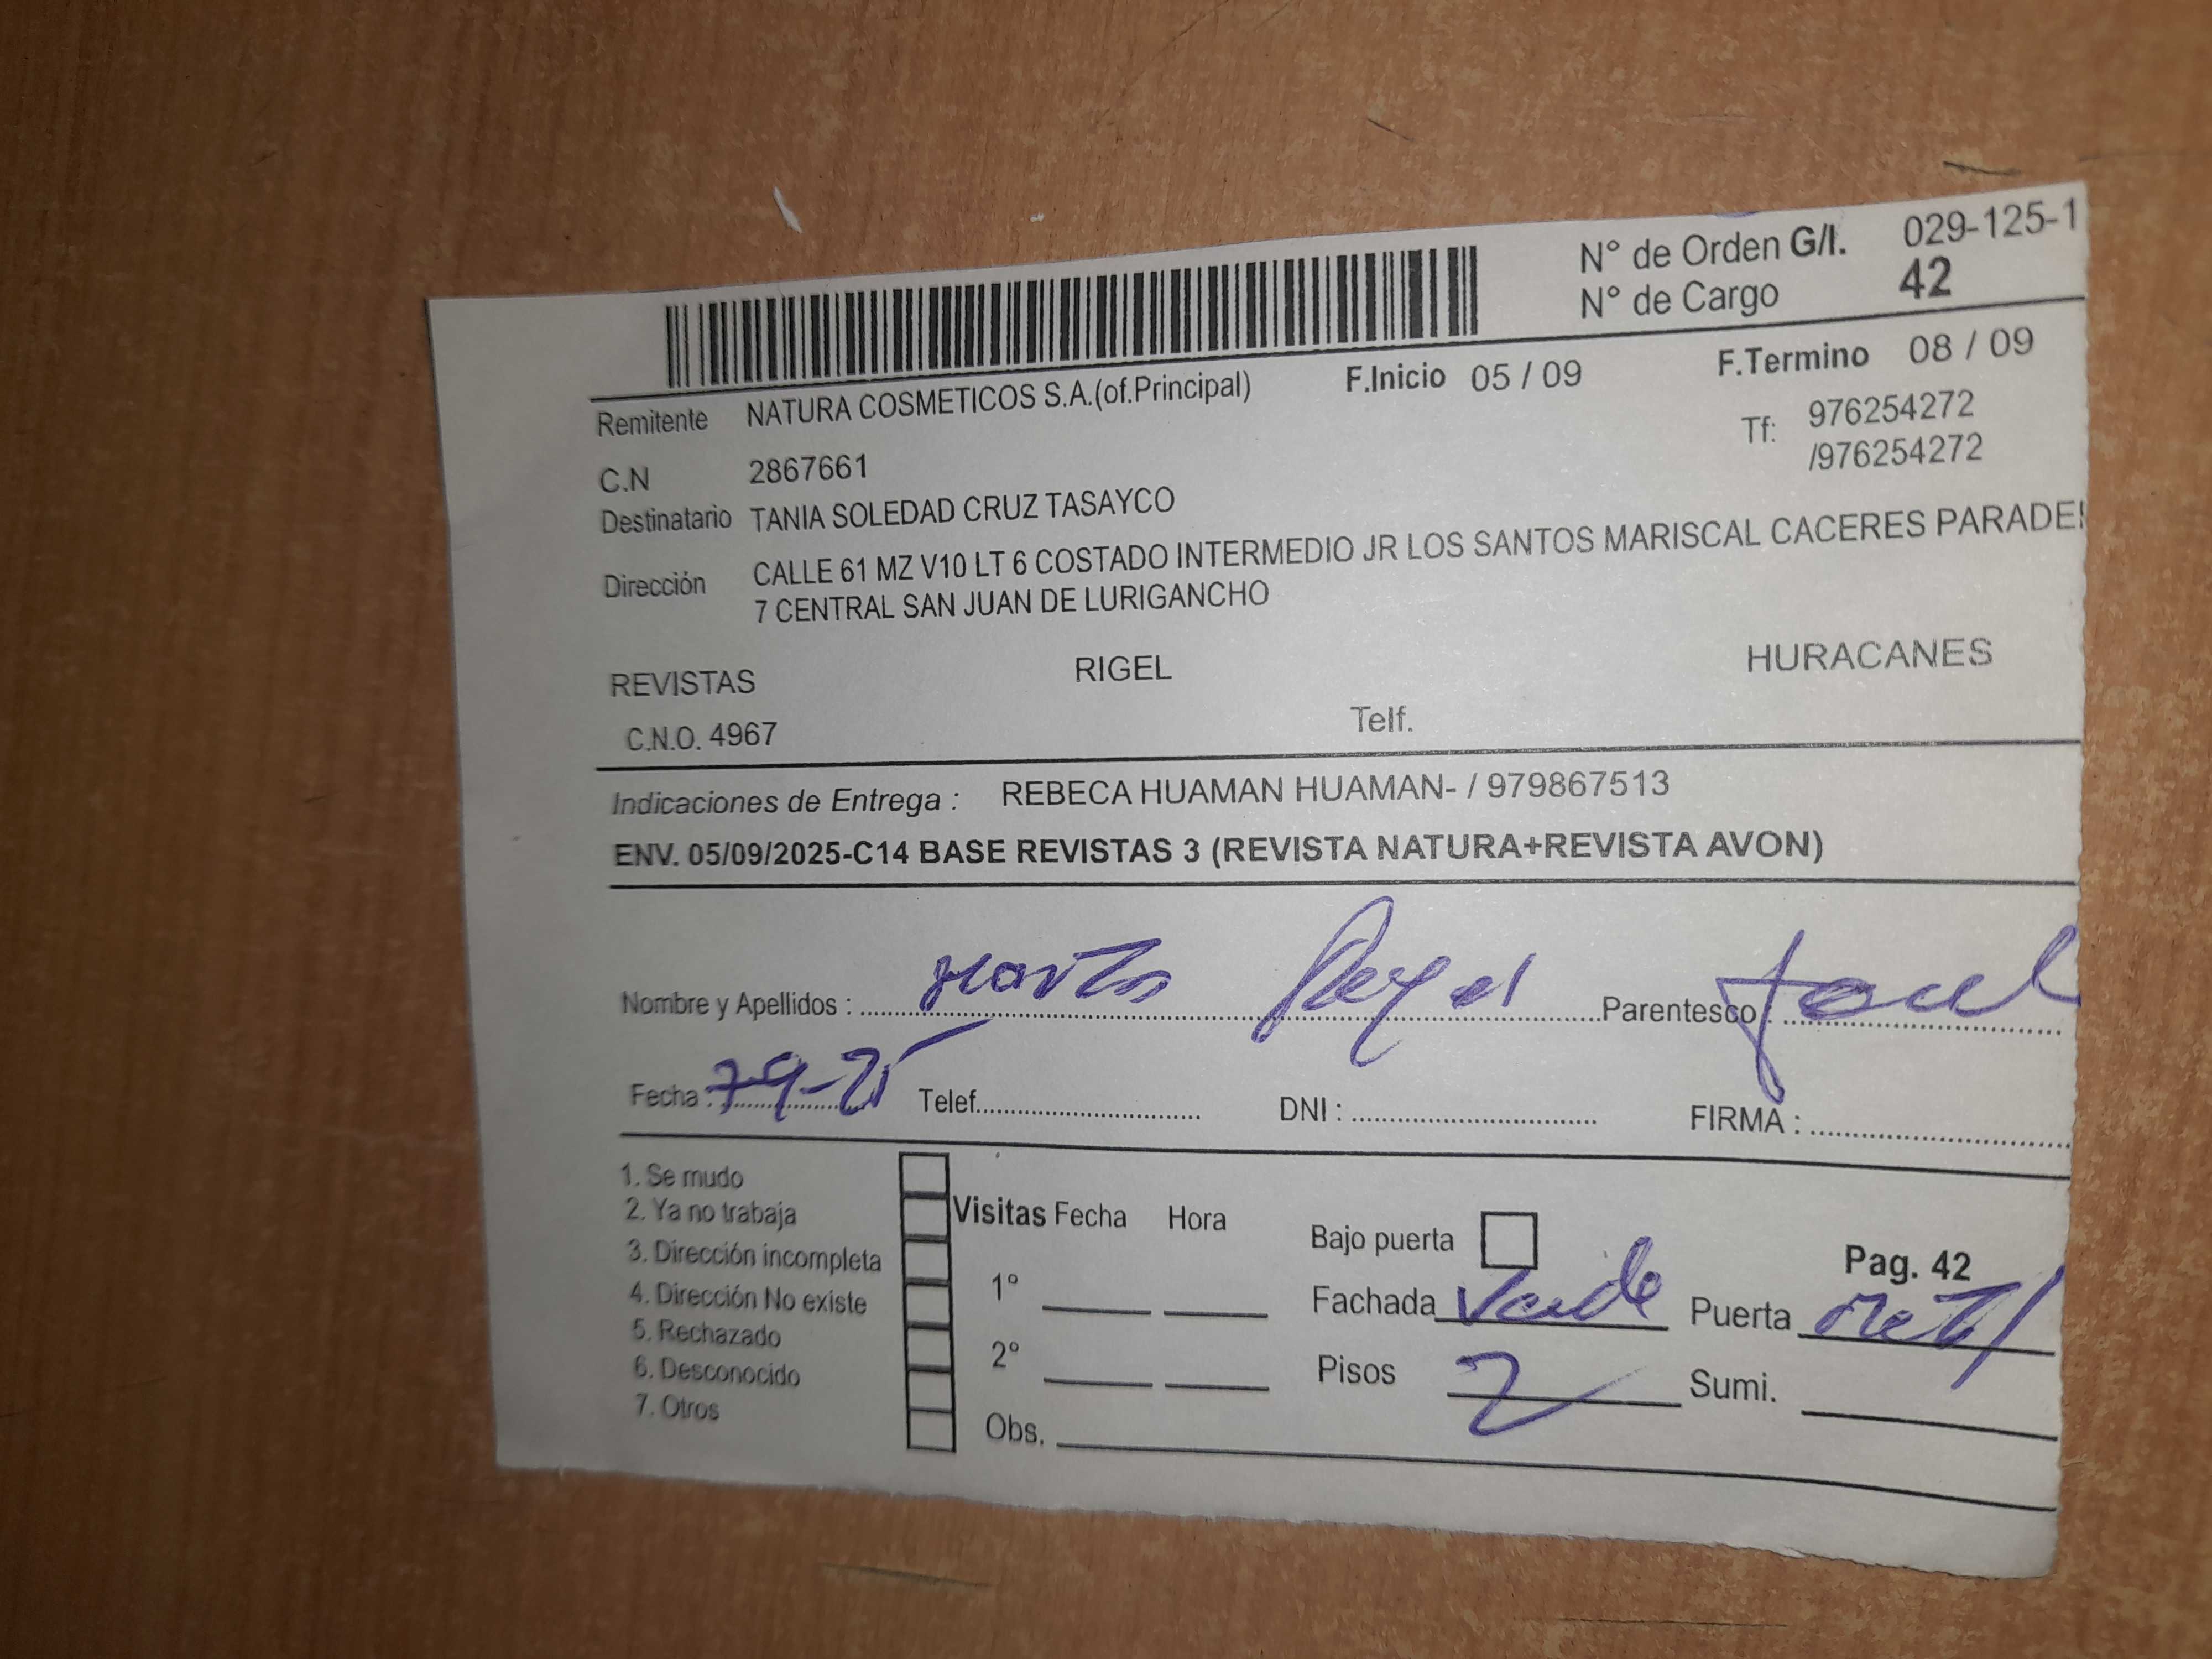 N° de Orden G/I. 029-125-1
N° de Cargo 42
Remitente NATURA COSMETICOS S.A.(of.Principal) F.Inicio 05 / 09 F.Termino 08 / 09
C.N 2867661 Tf: 976254272
/976254272
Destinatario TANIA SOLEDAD CRUZ TASAYCO
Dirección CALLE 61 MZ V10 LT 6 COSTADO INTERMEDIO JR LOS SANTOS MARISCAL CACERES PARADE
7 CENTRAL SAN JUAN DE LURIGANCHO
REVISTAS RIGEL HURACANES
C.N.O. 4967 Telf.
Indicaciones de Entrega : REBECA HUAMAN HUAMAN- / 979867513
ENV. 05/09/2025-C14 BASE REVISTAS 3 (REVISTA NATURA+REVISTA AVON)
Nombre y Apellidos : Parentesco :
Fecha : 7-9-25 Telef. DNI : FIRMA :
1. Se mudo
2. Ya no trabaja
3. Dirección incompleta
4. Dirección No existe
5. Rechazado
6. Desconocido
7. Otros
Visitas Fecha Hora
1°
2°
Obs.
Bajo puerta Pag. 42
Fachada Verde Puerta Metl
Pisos 2 Sumi.